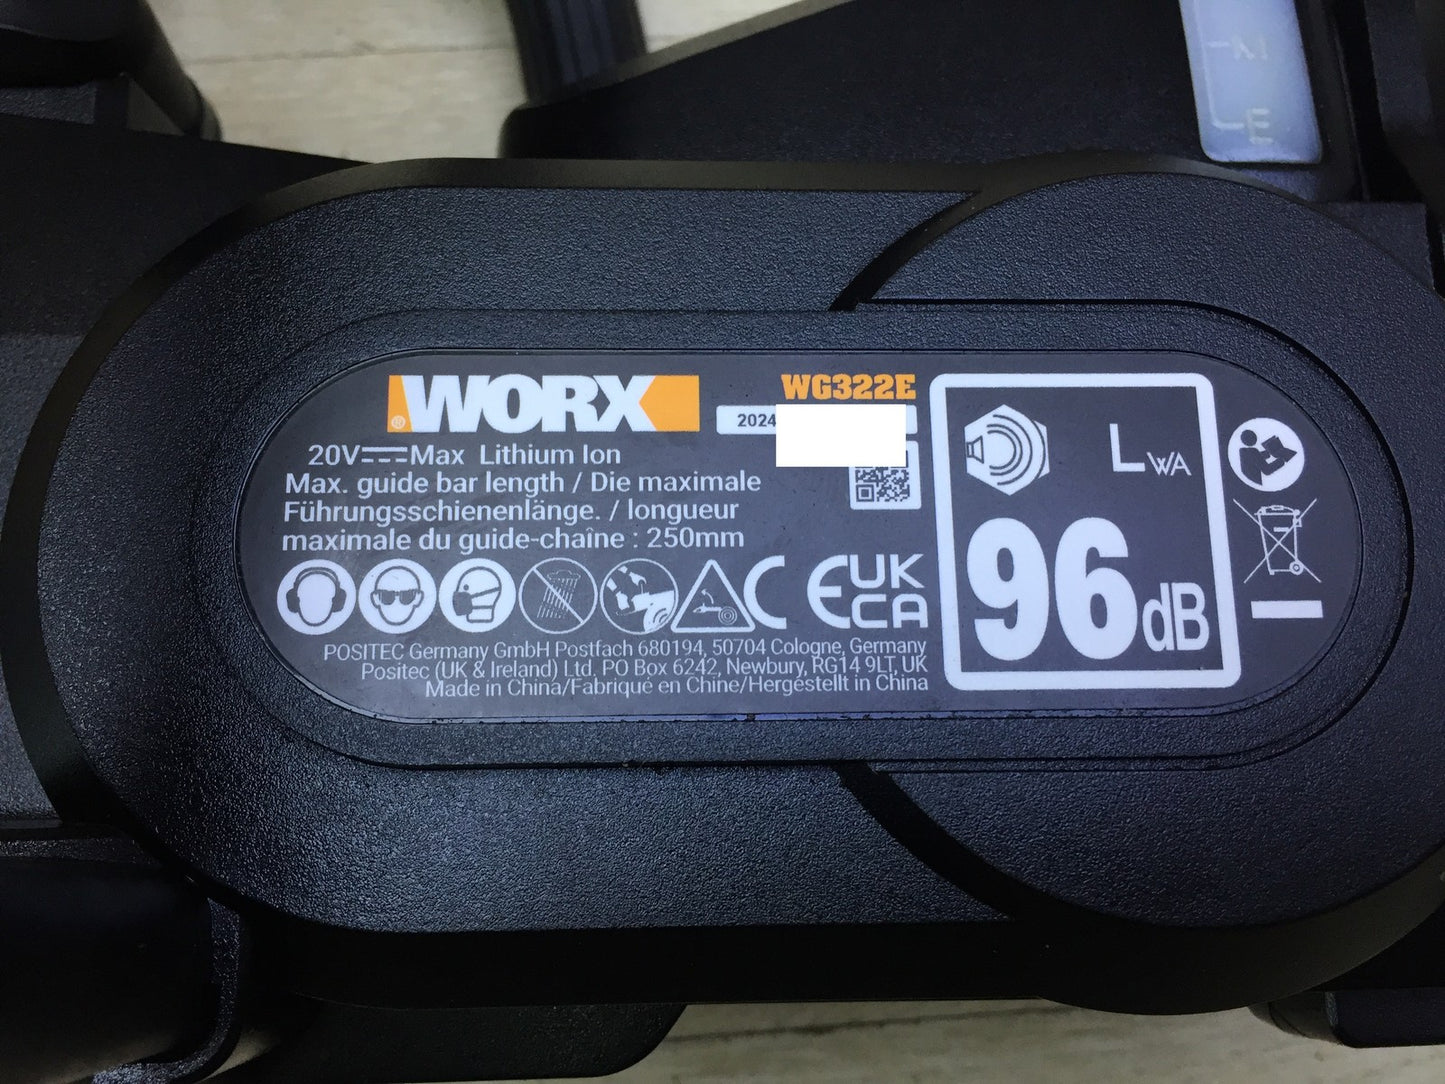 M
E
WORX
WG322E
2024
20V Max Lithium Ion
Max. guide bar length / Die maximale
Führungsschienenlänge. / longueur
maximale du guide-chaîne : 250mm
CE UK
CA
POSITEC Germany GmbH Postfach 680194, 50704 Cologne, Germany
Positec (UK & Ireland) Ltd, PO Box 6242, Newbury, RG14 9LT, UK
Made in China/Fabriqué en Chine/Hergestellt in China
LWA
96dB